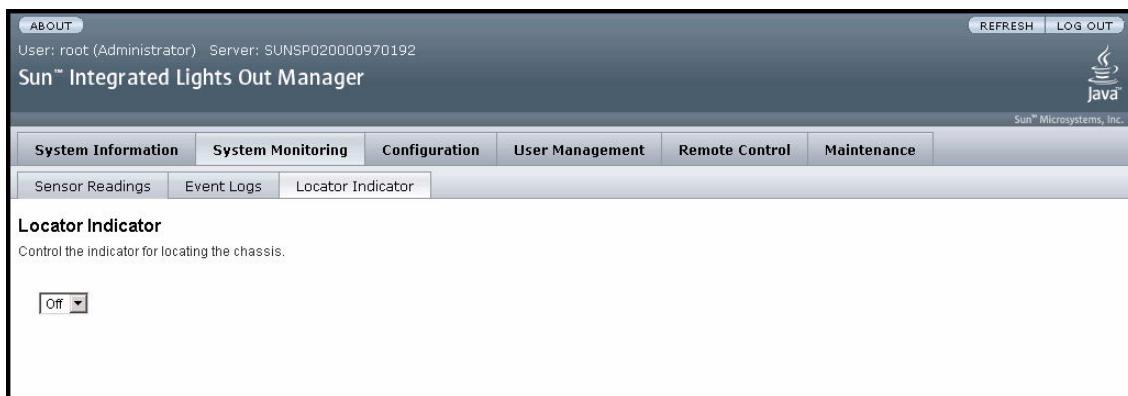 ABOUT
REFRESH LOG OUT
User: root (Administrator) Server: SUNSP020000970192
Sun™ Integrated Lights Out Manager
Java™
Sun™ Microsystems, Inc.
System Information System Monitoring Configuration User Management Remote Control Maintenance
Sensor Readings Event Logs Locator Indicator
Locator Indicator
Control the indicator for locating the chassis.
Off